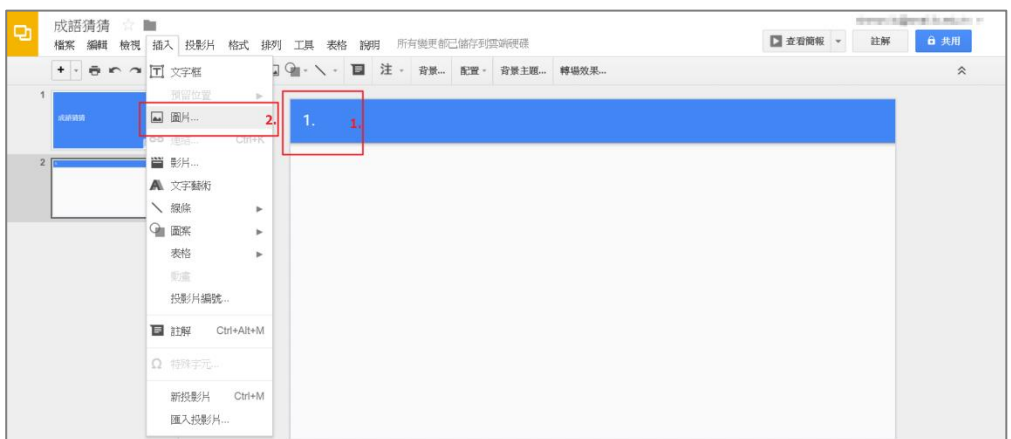 成語猜猜
檔案 編輯 檢視 插入 投影片 格式 排列 工具 表格 說明 所有變更都已儲存到雲端硬碟
查看簡報 註解 共用
注 背景... 配置 背景主題... 轉場效果...
文字框
預留位置
圖片... 2.
連結... Ctrl+K
影片...
文字藝術
線條
圖案
表格
動畫
投影片編號...
註解 Ctrl+Alt+M
特殊字元...
新投影片 Ctrl+M
匯入投影片...
1
成語猜猜
2
1. 1.